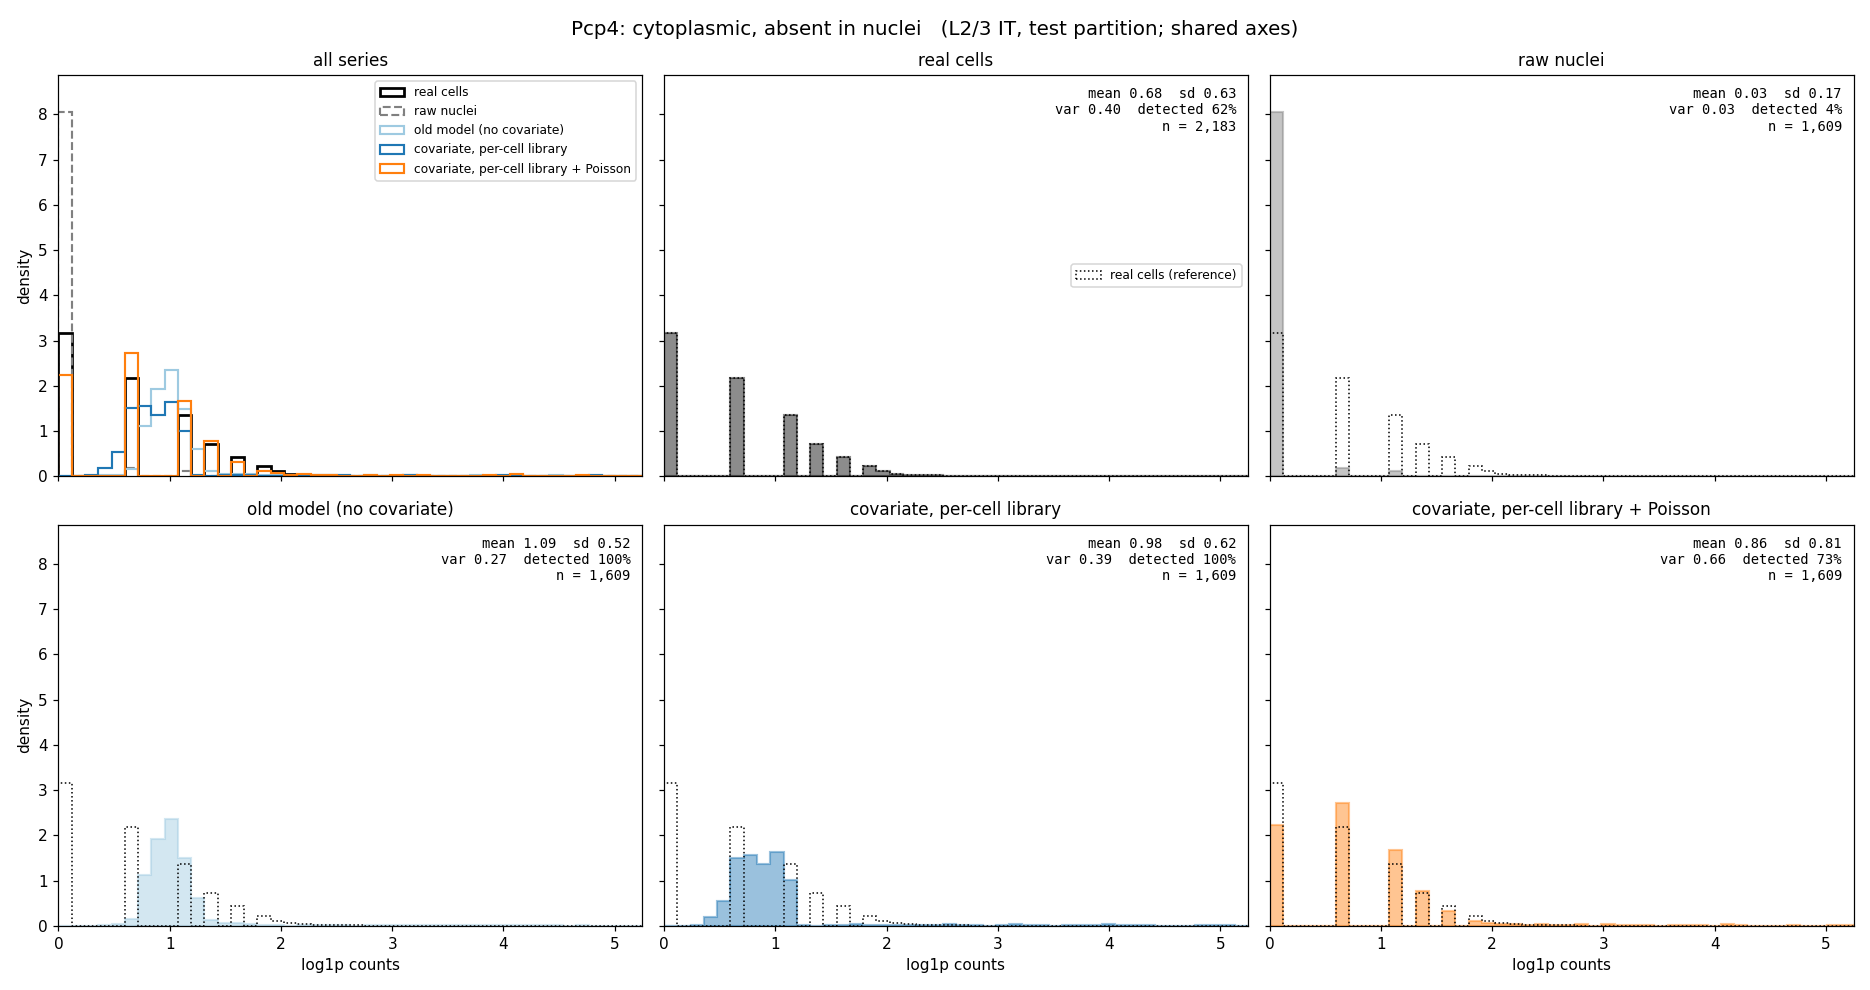 Pcp4: cytoplasmic, absent in nuclei (L2/3 IT, test partition; shared axes)
all series
real cells
raw nuclei
old model (no covariate)
covariate, per-cell library
covariate, per-cell library + Poisson
density
8
7
6
5
4
3
2
1
0
real cells
mean 0.68 sd 0.63
var 0.40 detected 62%
n = 2,183
real cells (reference)
raw nuclei
mean 0.03 sd 0.17
var 0.03 detected 4%
n = 1,609
old model (no covariate)
mean 1.09 sd 0.52
var 0.27 detected 100%
n = 1,609
density
8
7
6
5
4
3
2
1
0
0 1 2 3 4 5
log1p counts
covariate, per-cell library
mean 0.98 sd 0.62
var 0.39 detected 100%
n = 1,609
0 1 2 3 4 5
log1p counts
covariate, per-cell library + Poisson
mean 0.86 sd 0.81
var 0.66 detected 73%
n = 1,609
0 1 2 3 4 5
log1p counts